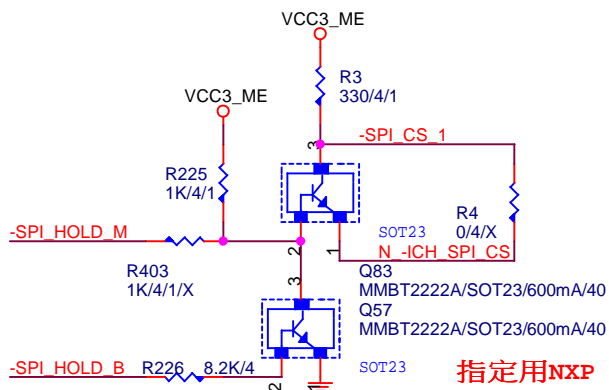 VCC3_ME
R3
330/4/1
VCC3_ME
-SPI_CS_1
3
R225
1K/4/1
SOT23
R4
0/4/X
-SPI_HOLD_M
2
1
N_-ICH_SPI_CS
R403
1K/4/1/X
Q83
MMBT2222A/SOT23/600mA/40
3
Q57
MMBT2222A/SOT23/600mA/40
-SPI_HOLD_B
R226
8.2K/4
SOT23
指定用NXP
2
1